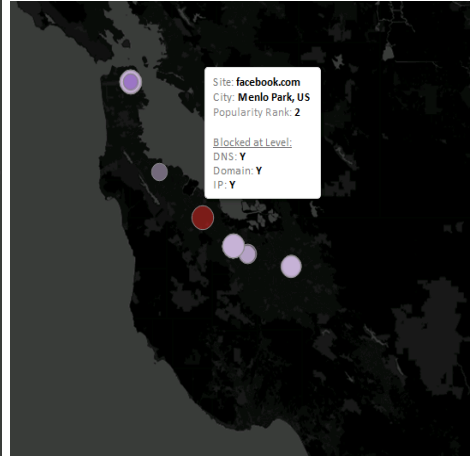 Site: facebook.com
City: Menlo Park, US
Popularity Rank: 2
Blocked at Level:
DNS: Y
Domain: Y
IP: Y